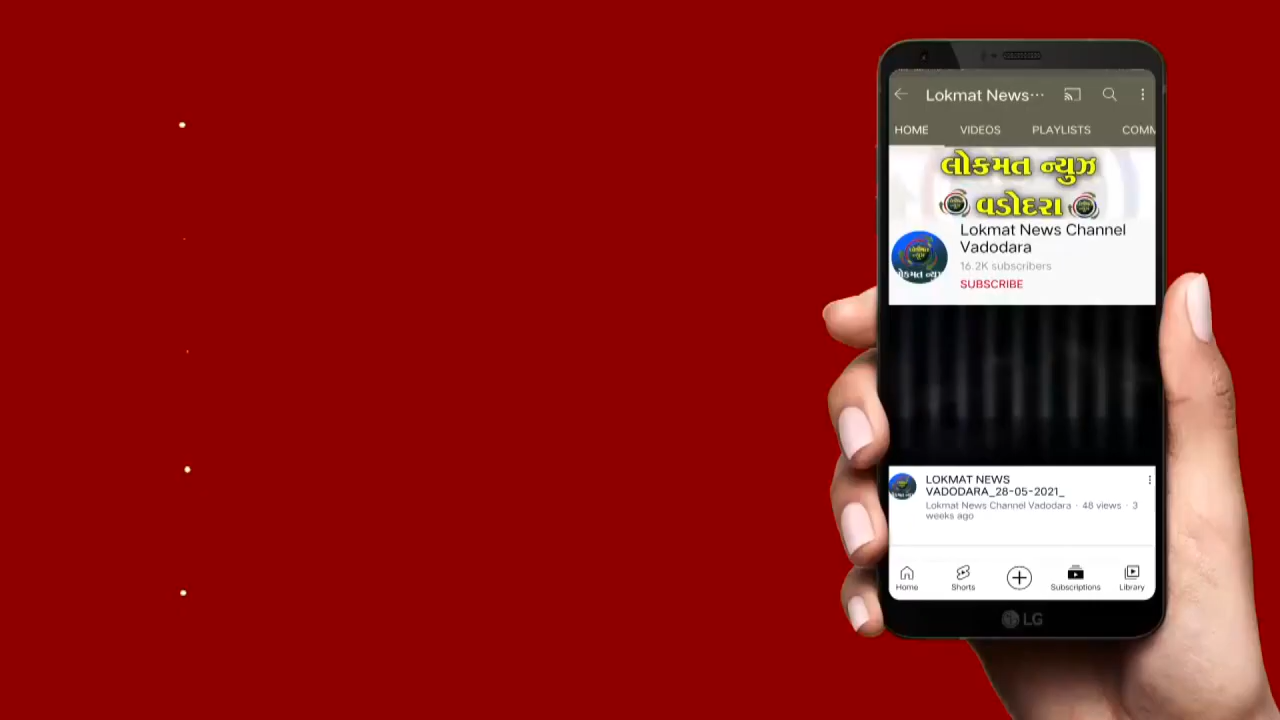 Lokmat News...
HOME VIDEOS PLAYLISTS COMM
લોકમત ન્યુઝ
વડોદરા
Lokmat News Channel
Vadodara
16.2K subscribers
SUBSCRIBE
LOKMAT NEWS
VADODARA_28-05-2021_
Lokmat News Channel Vadodara · 48 views · 3
weeks ago
Home Shorts Subscriptions Library
LG